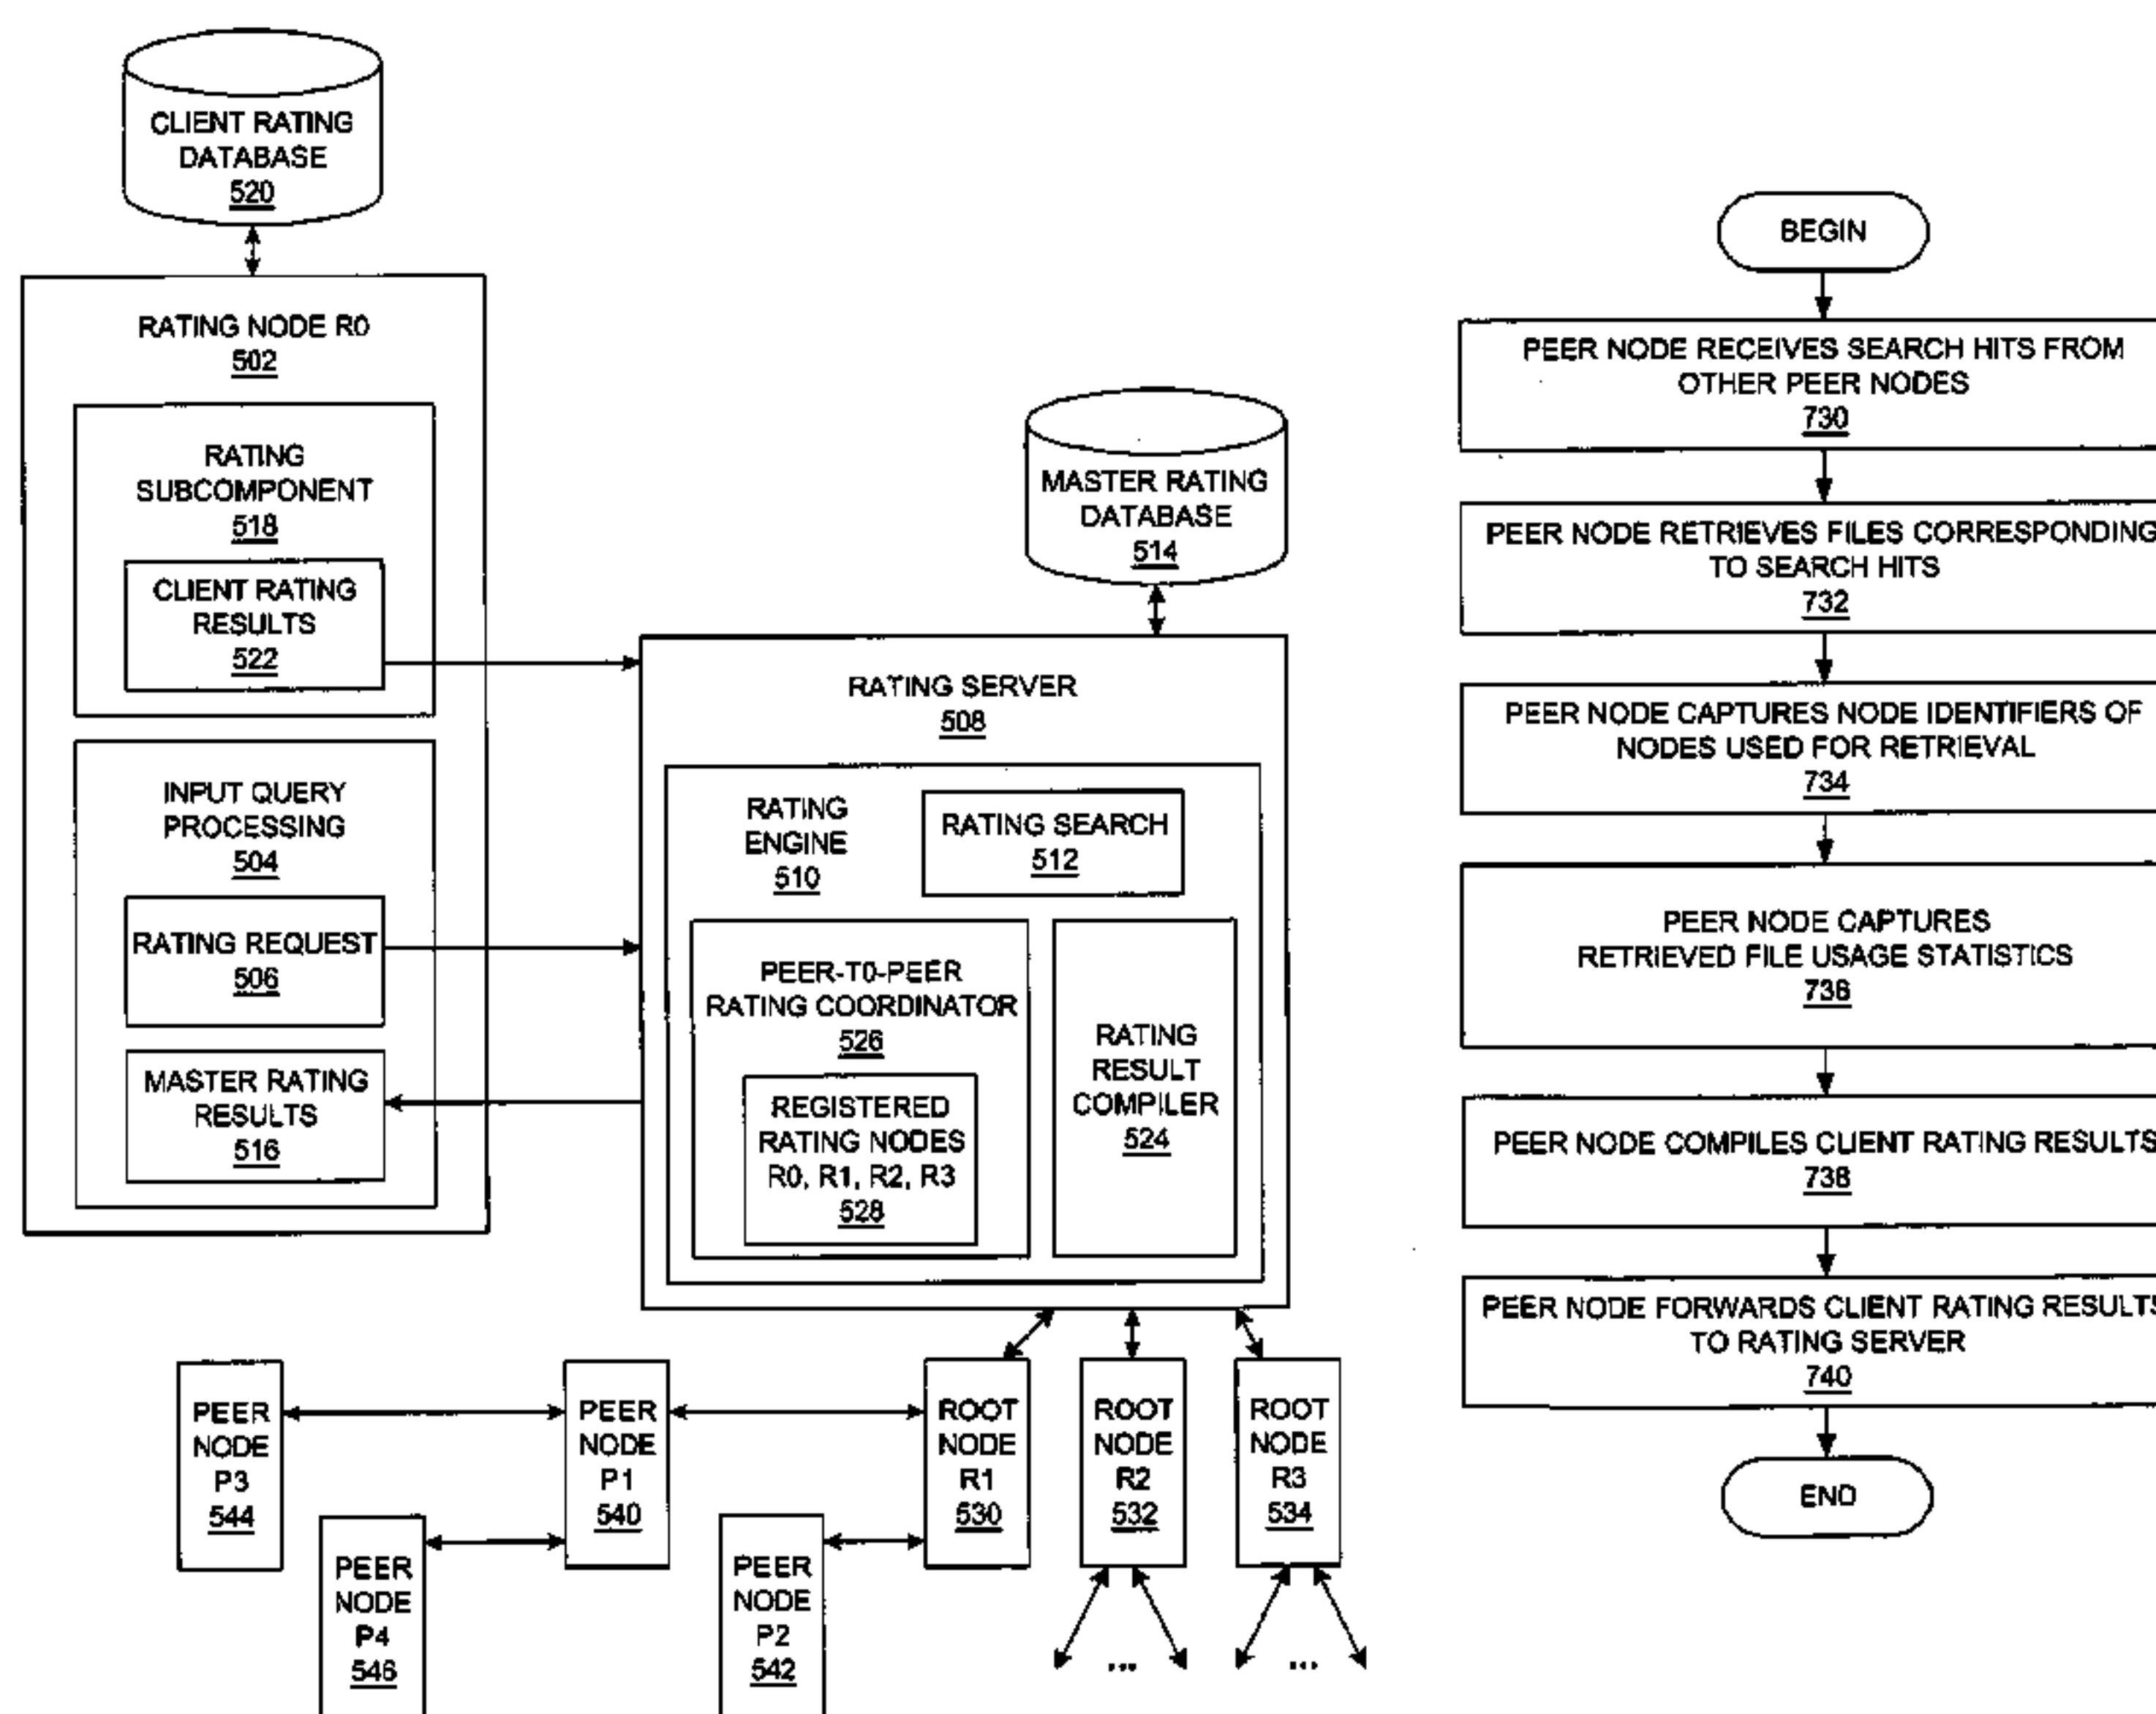 CLIENT RATING
DATABASE
520
RATING NODE R0
502
RATING
SUBCOMPONENT
518
CLIENT RATING
RESULTS
522
INPUT QUERY
PROCESSING
504
RATING REQUEST
506
MASTER RATING
RESULTS
516
MASTER RATING
DATABASE
514
RATING SERVER
508
RATING
ENGINE
510
RATING SEARCH
512
PEER-T0-PEER
RATING COORDINATOR
526
REGISTERED
RATING NODES
R0, R1, R2, R3
528
RATING
RESULT
COMPILER
524
PEER
NODE
P3
544
PEER
NODE
P1
540
ROOT
NODE
R1
530
ROOT
NODE
R2
532
ROOT
NODE
R3
534
PEER
NODE
P4
546
PEER
NODE
P2
542
...
...
BEGIN
PEER NODE RECEIVES SEARCH HITS FROM
OTHER PEER NODES
730
PEER NODE RETRIEVES FILES CORRESPONDING
TO SEARCH HITS
732
PEER NODE CAPTURES NODE IDENTIFIERS OF
NODES USED FOR RETRIEVAL
734
PEER NODE CAPTURES
RETRIEVED FILE USAGE STATISTICS
736
PEER NODE COMPILES CLIENT RATING RESULTS
738
PEER NODE FORWARDS CLIENT RATING RESULTS
TO RATING SERVER
740
END